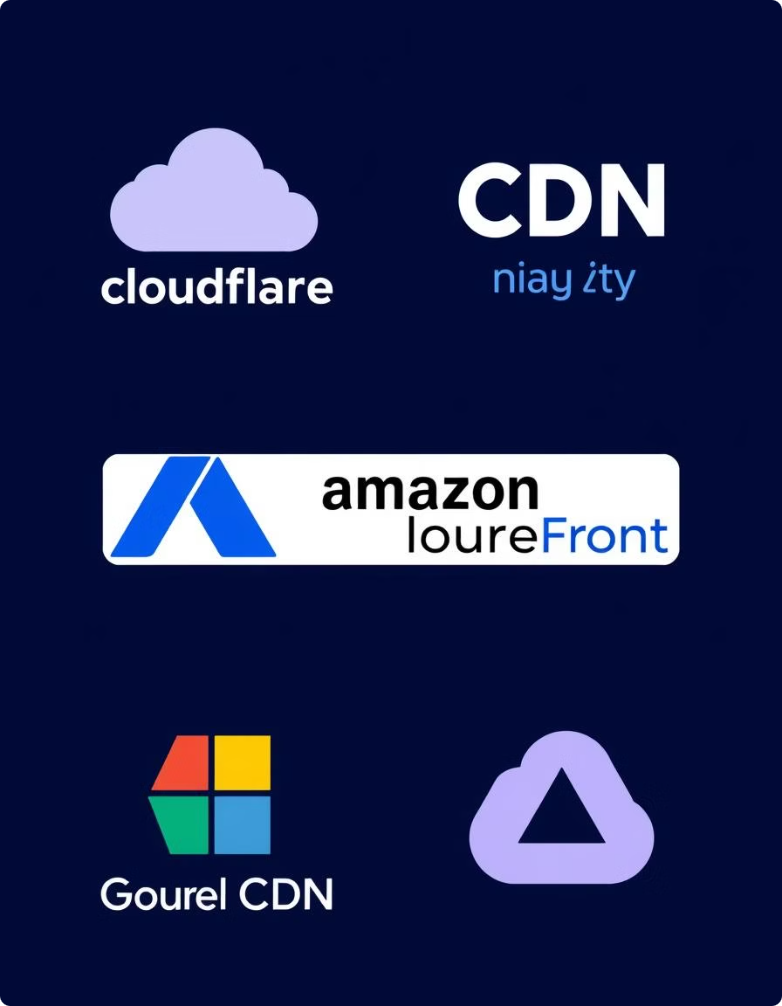 cloudflare
CDN
niay ity
amazon
loureFront
Gourel CDN